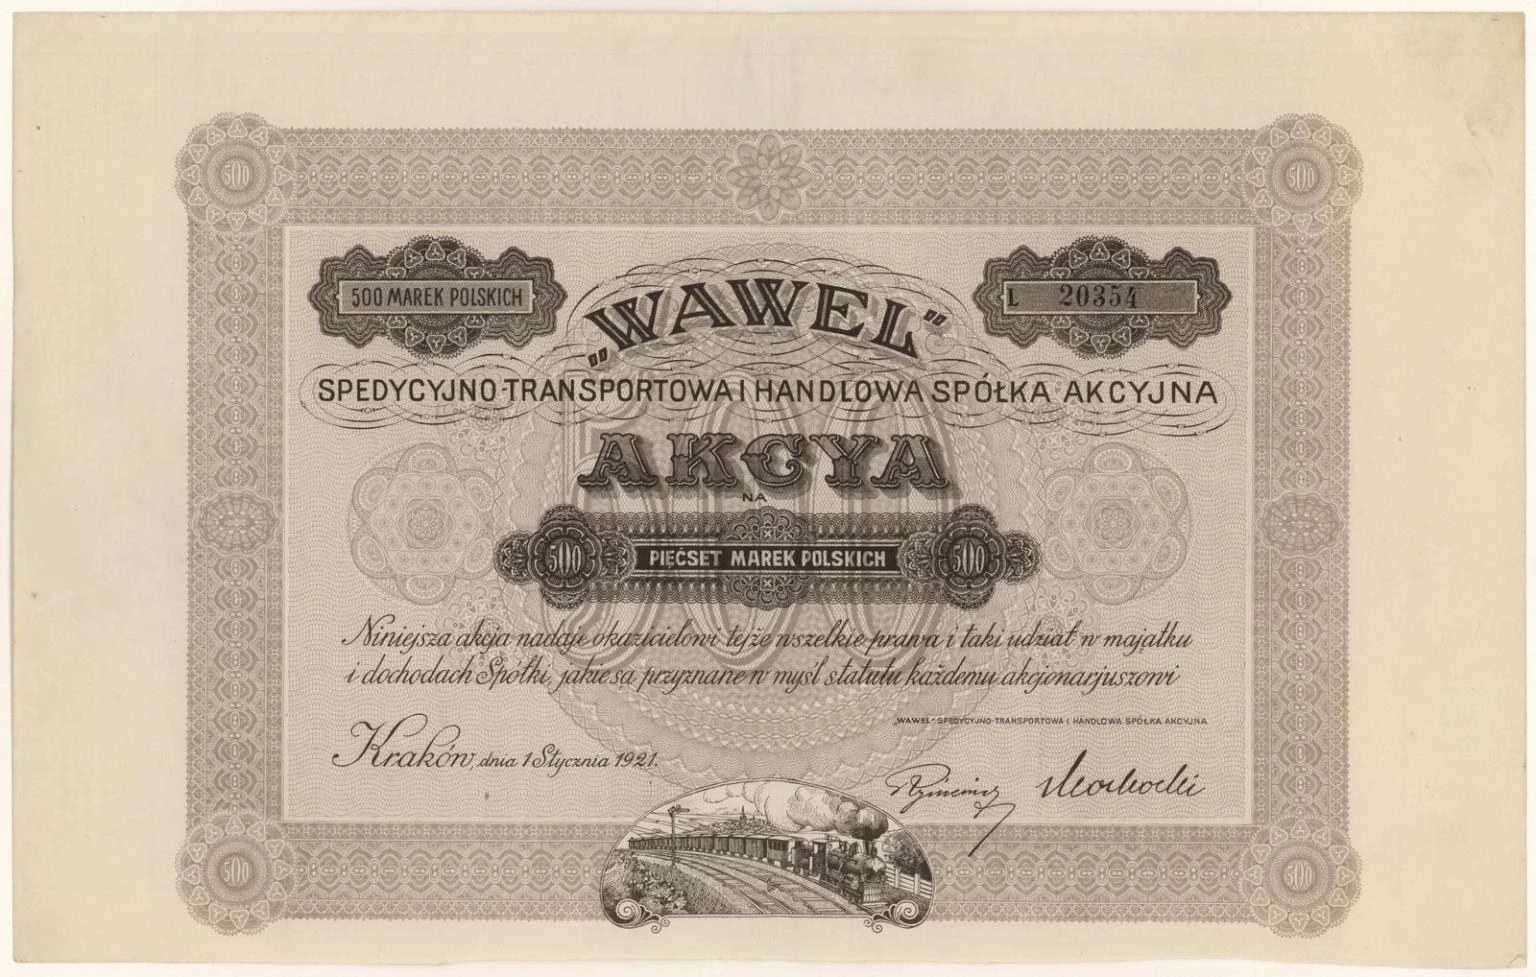 500
500
500 MAREK POLSKICH
L 20354
„WAWEL”
SPEDYCYJNO-TRANSPORTOWA I HANDLOWA SPÓŁKA AKCYJNA
AKCYA
NA
500 PIĘĆSET MAREK POLSKICH 500
Niniejsza akcja nadaje okazicielowi tejże wszelkie prawa i taki udział w majątku
i dochodach Spółki, jakie są przyznane w myśl statutu każdemu akcjonarjuszowi
„WAWEL” SPEDYCYJNO-TRANSPORTOWA I HANDLOWA SPÓŁKA AKCYJNA
Kraków, dnia 1 Stycznia 1921.
500
500